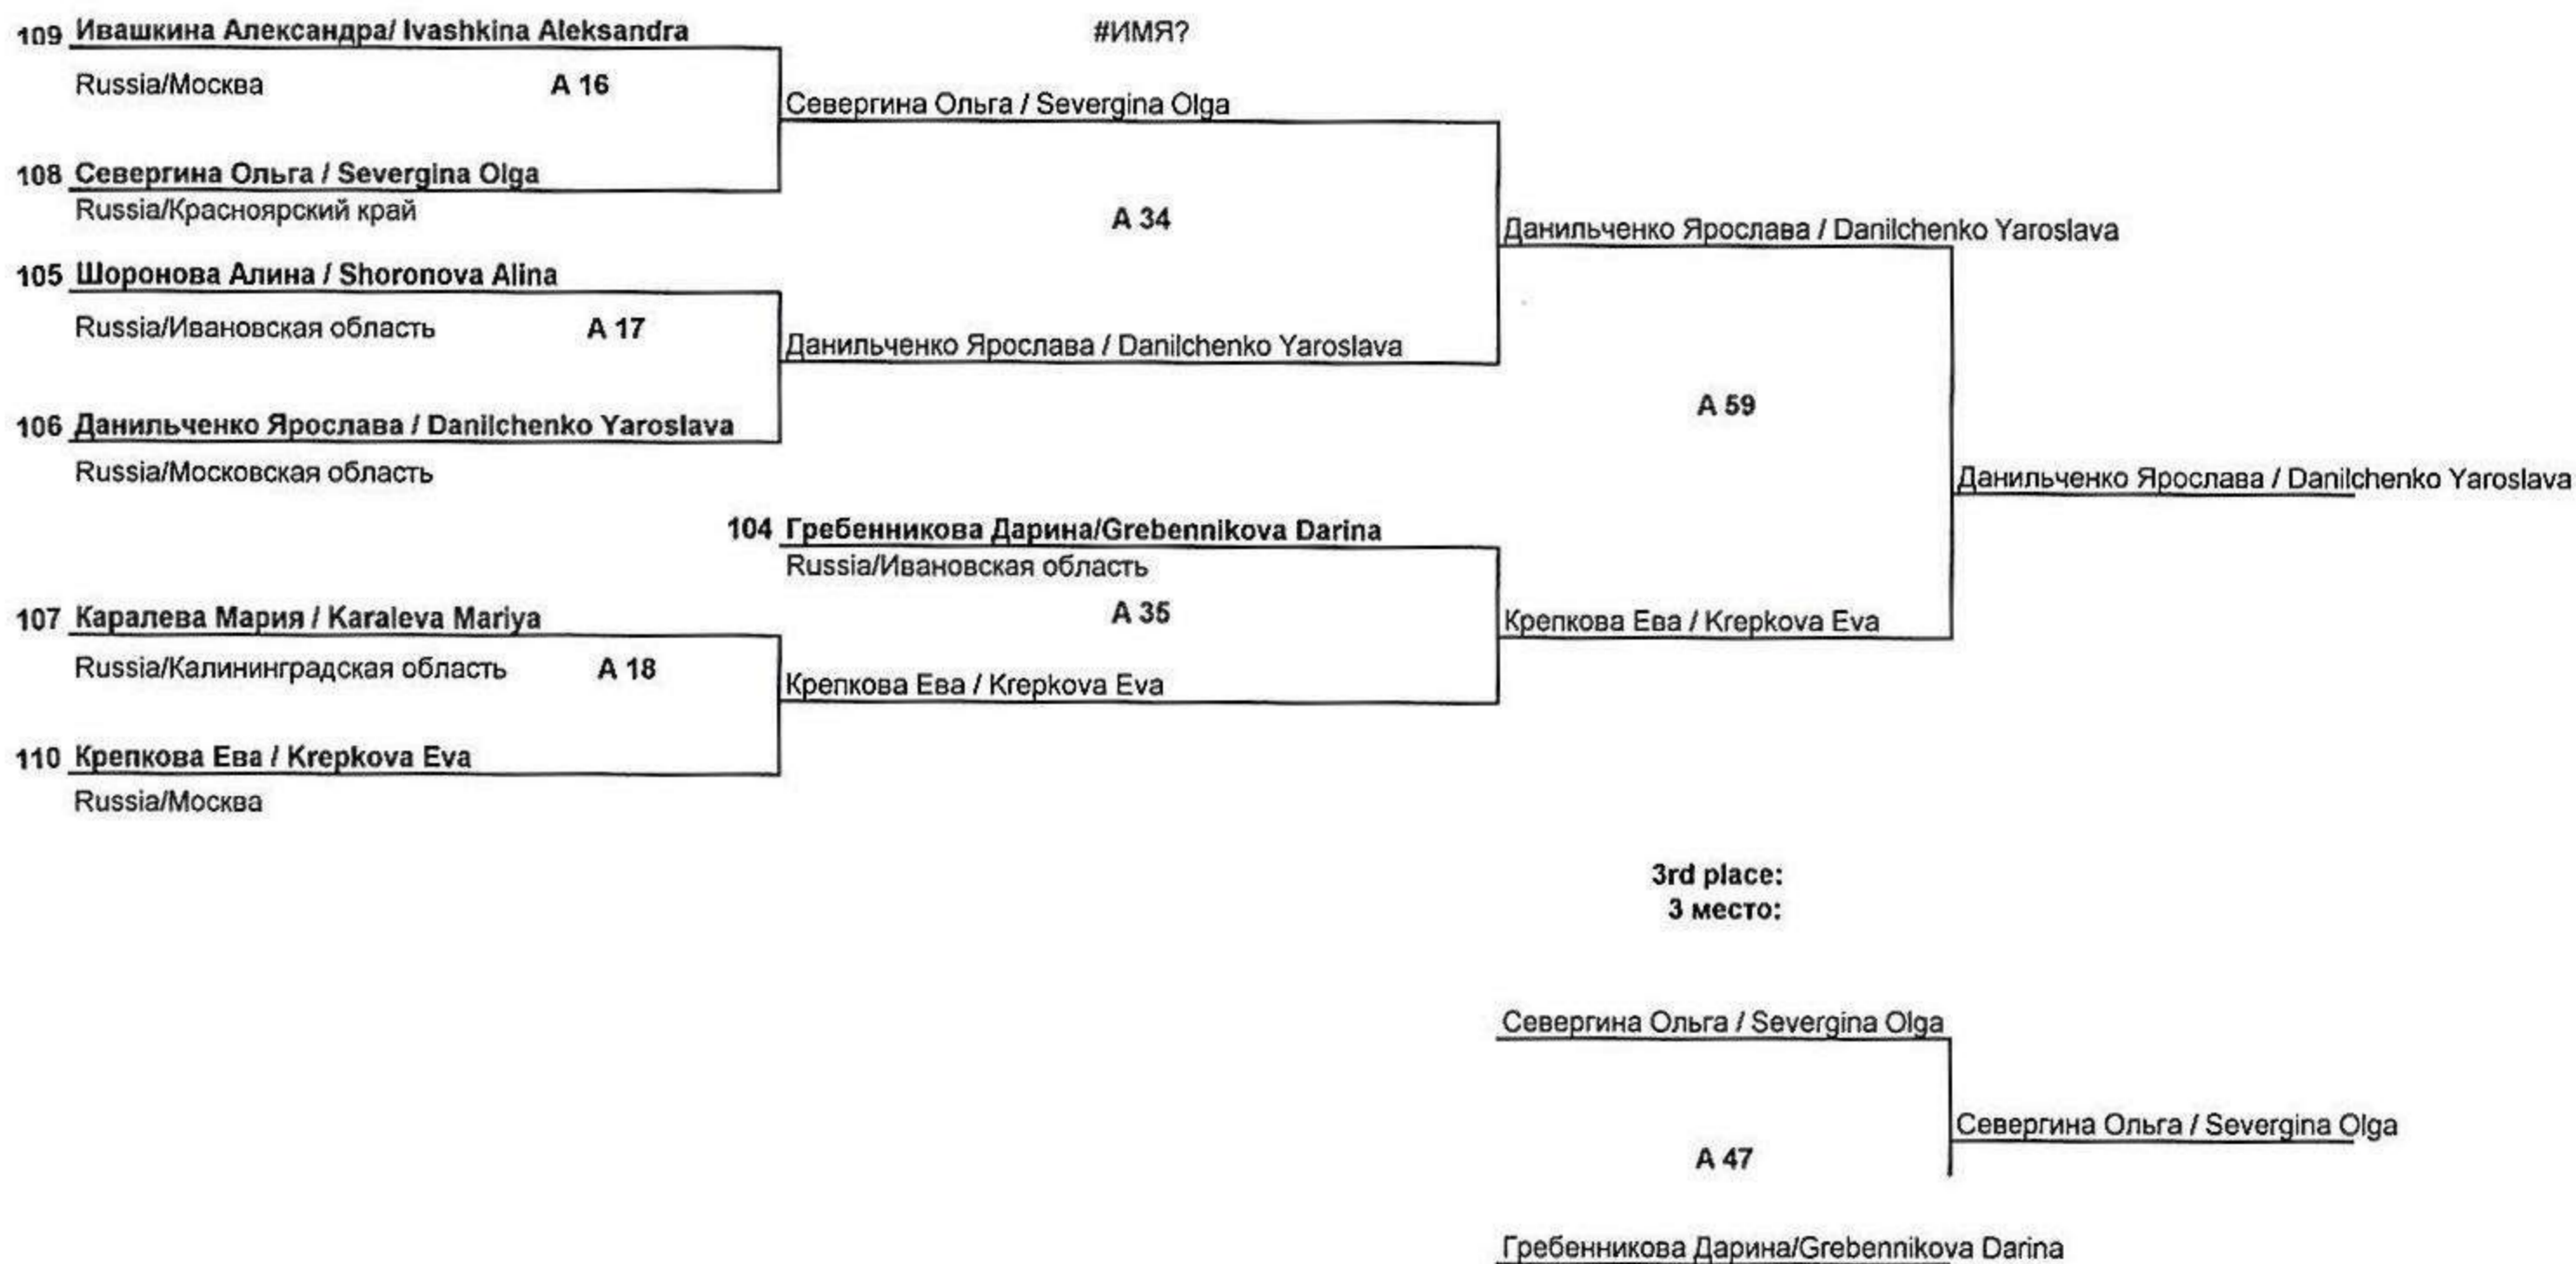 109 Ивашкина Александра/ Ivashkina Aleksandra
#ИМЯ?
Russia/Москва
A 16
Севергина Ольга / Severgina Olga
108 Севергина Ольга / Severgina Olga
Russia/Красноярский край
A 34
Данильченко Ярослава / Danilchenko Yaroslava
105 Шоронова Алина / Shoronova Alina
Russia/Ивановская область
A 17
Данильченко Ярослава / Danilchenko Yaroslava
A 59
106 Данильченко Ярослава / Danilchenko Yaroslava
Russia/Московская область
Данильченко Ярослава / Danilchenko Yaroslava
104 Гребенникова Дарина/Grebennikova Darina
Russia/Ивановская область
A 35
107 Каралева Мария / Karaleva Mariya
Крепкова Ева / Krepkova Eva
Russia/Калининградская область
A 18
Крепкова Ева / Krepkova Eva
110 Крепкова Ева / Krepkova Eva
Russia/Москва
3rd place:
3 место:
Севергина Ольга / Severgina Olga
Севергина Ольга / Severgina Olga
A 47
Гребенникова Дарина/Grebennikova Darina